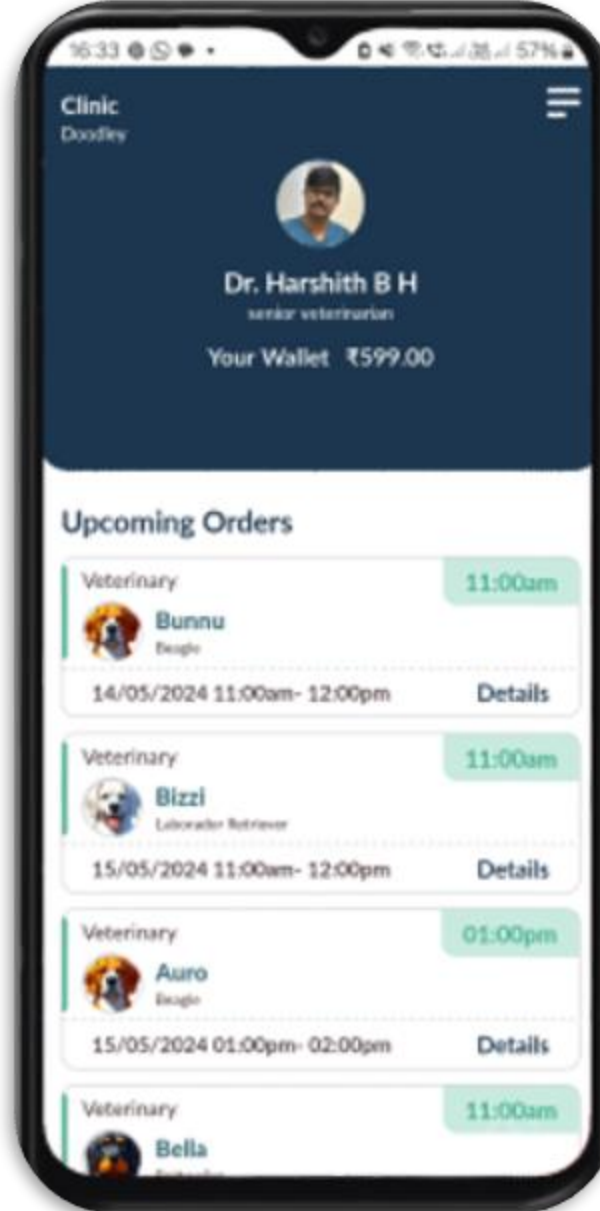 16:33
57%
Clinic
Doodley
Dr. Harshith B H
senior veterinarian
Your Wallet ₹599.00
Upcoming Orders
Veterinary 11:00am
Bunnu
Beagle
14/05/2024 11:00am- 12:00pm Details
Veterinary 11:00am
Bizzi
Laborador Retriever
15/05/2024 11:00am- 12:00pm Details
Veterinary 01:00pm
Auro
Beagle
15/05/2024 01:00pm- 02:00pm Details
Veterinary 11:00am
Bella